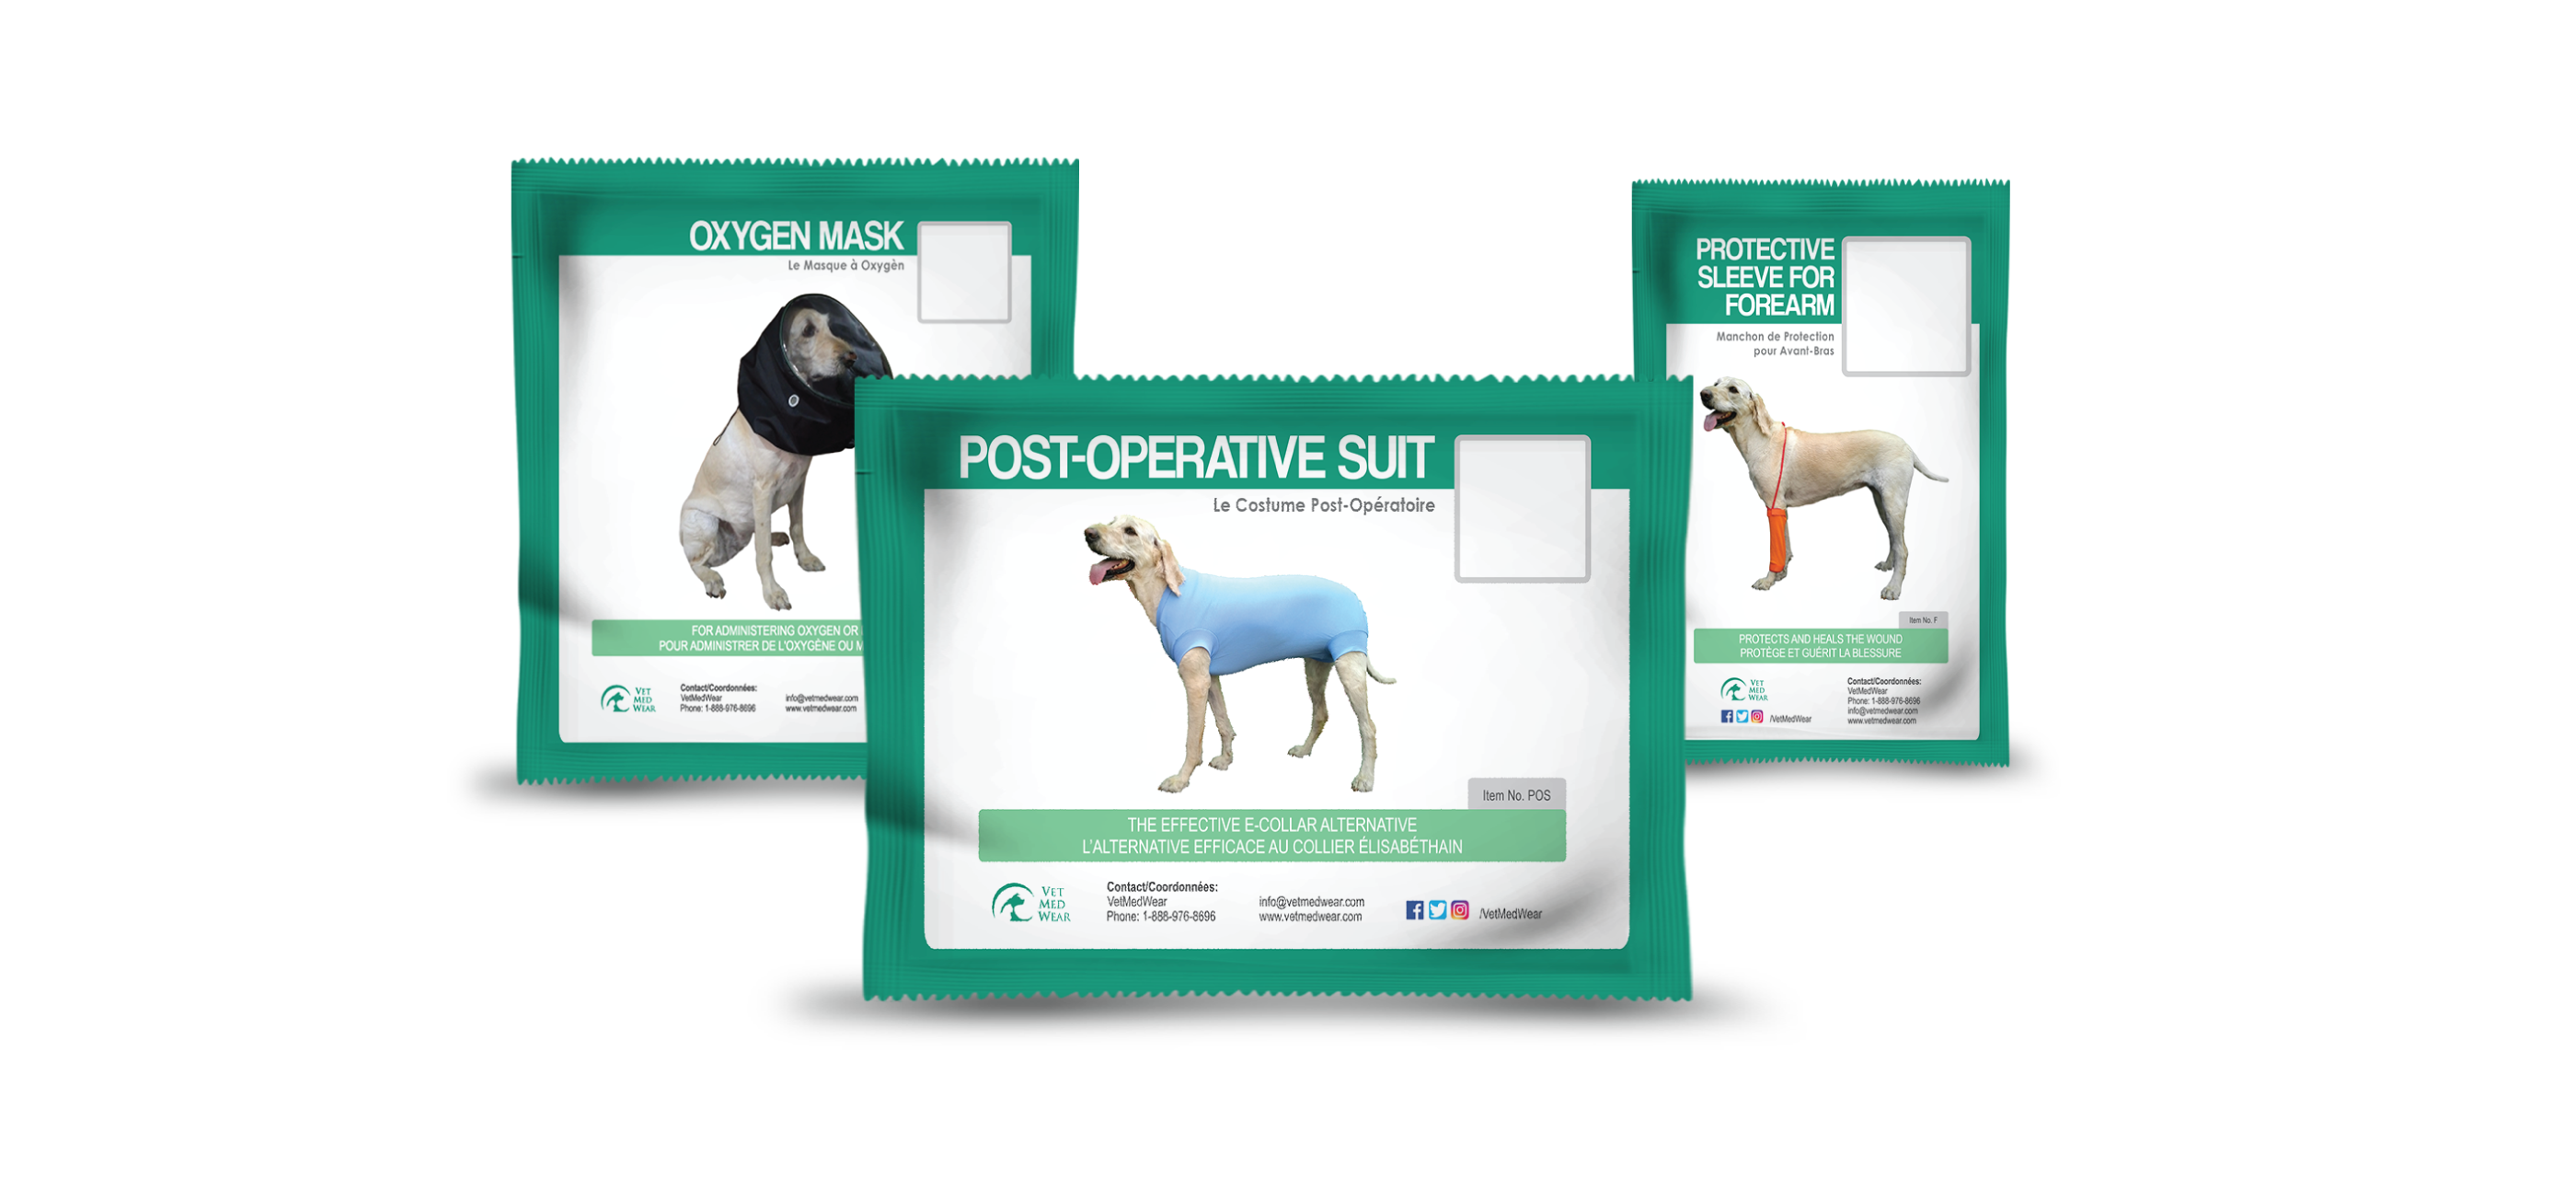 OXYGEN MASK
Le Masque à Oxygèn
FOR ADMINISTERING OXYGEN OR
POUR ADMINISTRER DE L'OXYGÈNE OU
VET
MED
WEAR
Contact/Coordonnées:
VetMedWear
Phone: 1-888-976-8696
info@vetmedwear.com
www.vetmedwear.com
POST-OPERATIVE SUIT
Le Costume Post-Opératoire
Item No. POS
THE EFFECTIVE E-COLLAR ALTERNATIVE
L'ALTERNATIVE EFFICACE AU COLLIER ÉLISABÉTHAIN
VET
MED
WEAR
Contact/Coordonnées:
VetMedWear
Phone: 1-888-976-8696
info@vetmedwear.com
www.vetmedwear.com
/VetMedWear
PROTECTIVE
SLEEVE FOR
FOREARM
Manchon de Protection
pour Avant-Bras
Item No. F
PROTECTS AND HEALS THE WOUND
PROTÈGE ET GUÉRIT LA BLESSURE
VET
MED
WEAR
/VetMedWear
Contact/Coordonnées:
VetMedWear
Phone: 1-888-976-8696
info@vetmedwear.com
www.vetmedwear.com